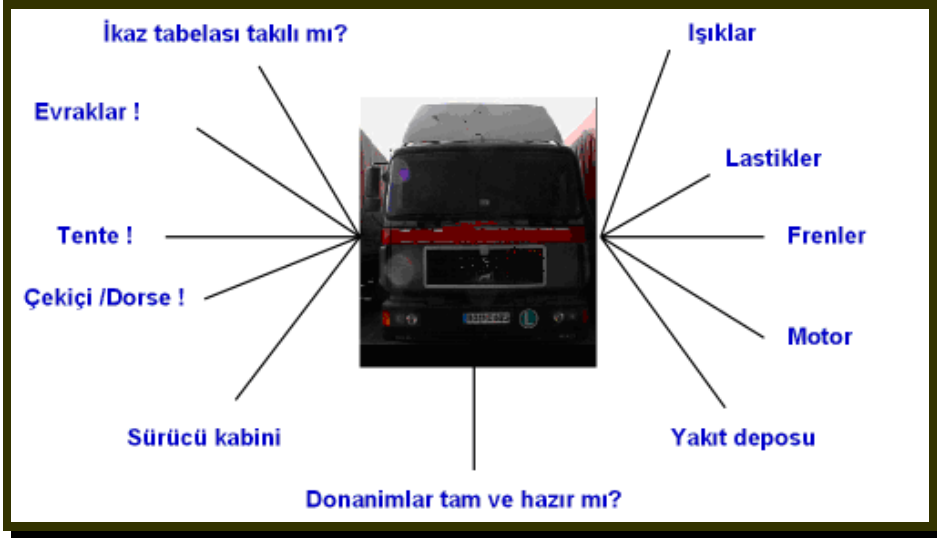 İkaz tabelası takılı mı?
Işıklar
Evraklar !
Lastikler
Tente !
Frenler
Çekiçi /Dorse !
Motor
Sürücü kabini
Yakıt deposu
Donanimlar tam ve hazır mı?